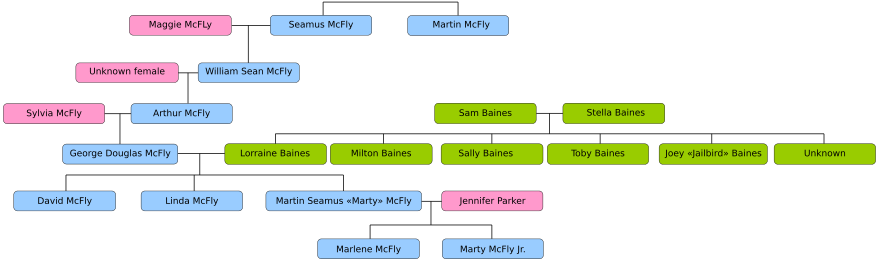 Maggie McFLy
Seamus McFly
Martin McFly
Unknown female
William Sean McFly
Sylvia McFly
Arthur McFly
Sam Baines
Stella Baines
George Douglas McFly
Lorraine Baines
Milton Baines
Sally Baines
Toby Baines
Joey «Jailbird» Baines
Unknown
David McFly
Linda McFly
Martin Seamus «Marty» McFly
Jennifer Parker
Marlene McFly
Marty McFly Jr.